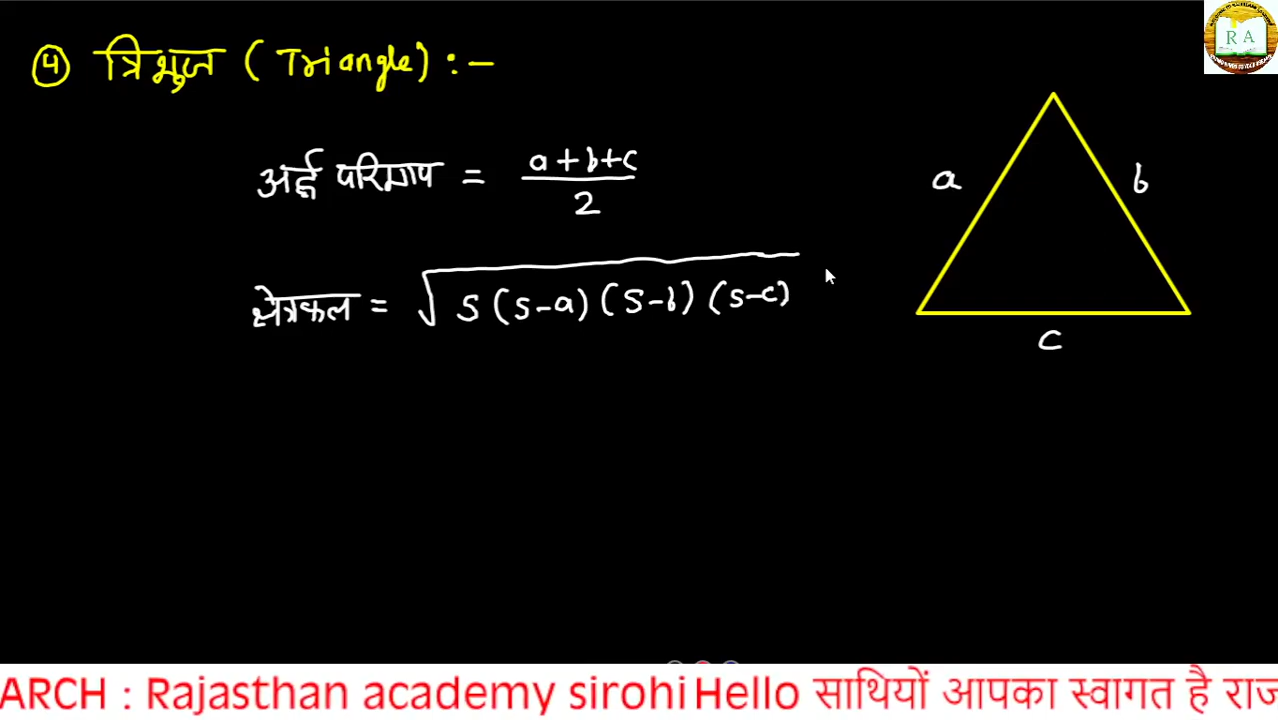 ④ त्रिभुज ( Triangle) :-
अर्द्ध परिमाप = a+b+c / 2
क्षेत्रफल = √ S (S-a) (S-b) (S-c)
a
b
c
RA
ARCH : Rajasthan academy sirohi Hello साथियों आपका स्वागत है राज